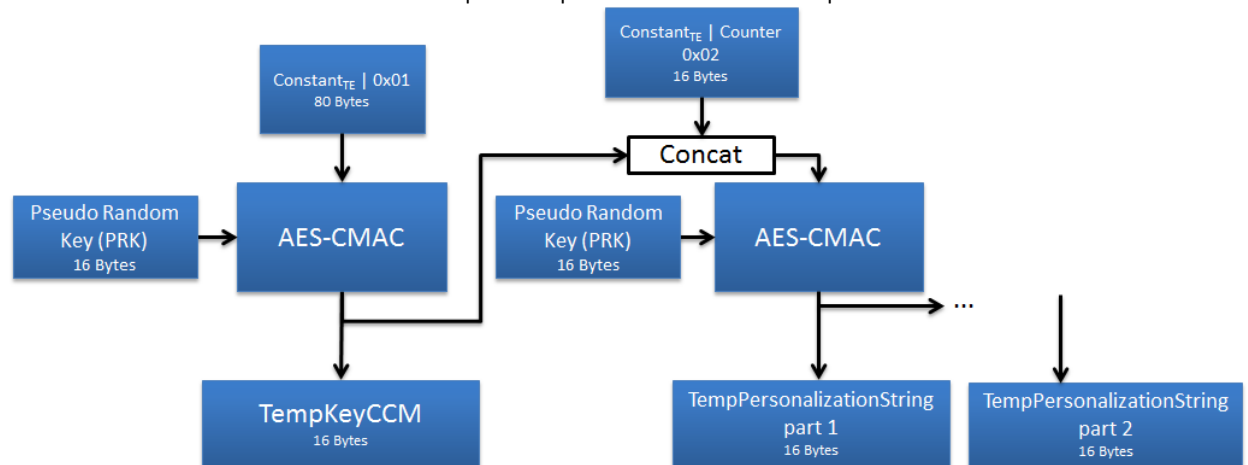 Constant_TE | Counter
0x02
16 Bytes
Constant_TE | 0x01
80 Bytes
Concat
Pseudo Random
Key (PRK)
16 Bytes
AES-CMAC
Pseudo Random
Key (PRK)
16 Bytes
AES-CMAC
...
TempKeyCCM
16 Bytes
TempPersonalizationString
part 1
16 Bytes
TempPersonalizationString
part 2
16 Bytes